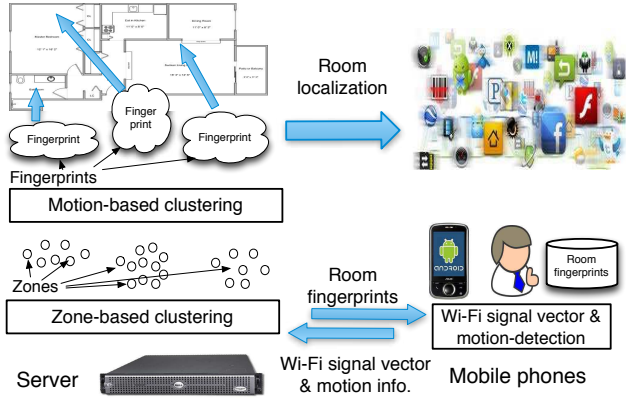 Room
localization
Fingerprint
Finger
print
Fingerprint
Fingerprints
Motion-based clustering
Zones
Zone-based clustering
Room
fingerprints
ANDROID
Room
fingerprints
Wi-Fi signal vector &
motion-detection
Wi-Fi signal vector
& motion info.
Server
Mobile phones